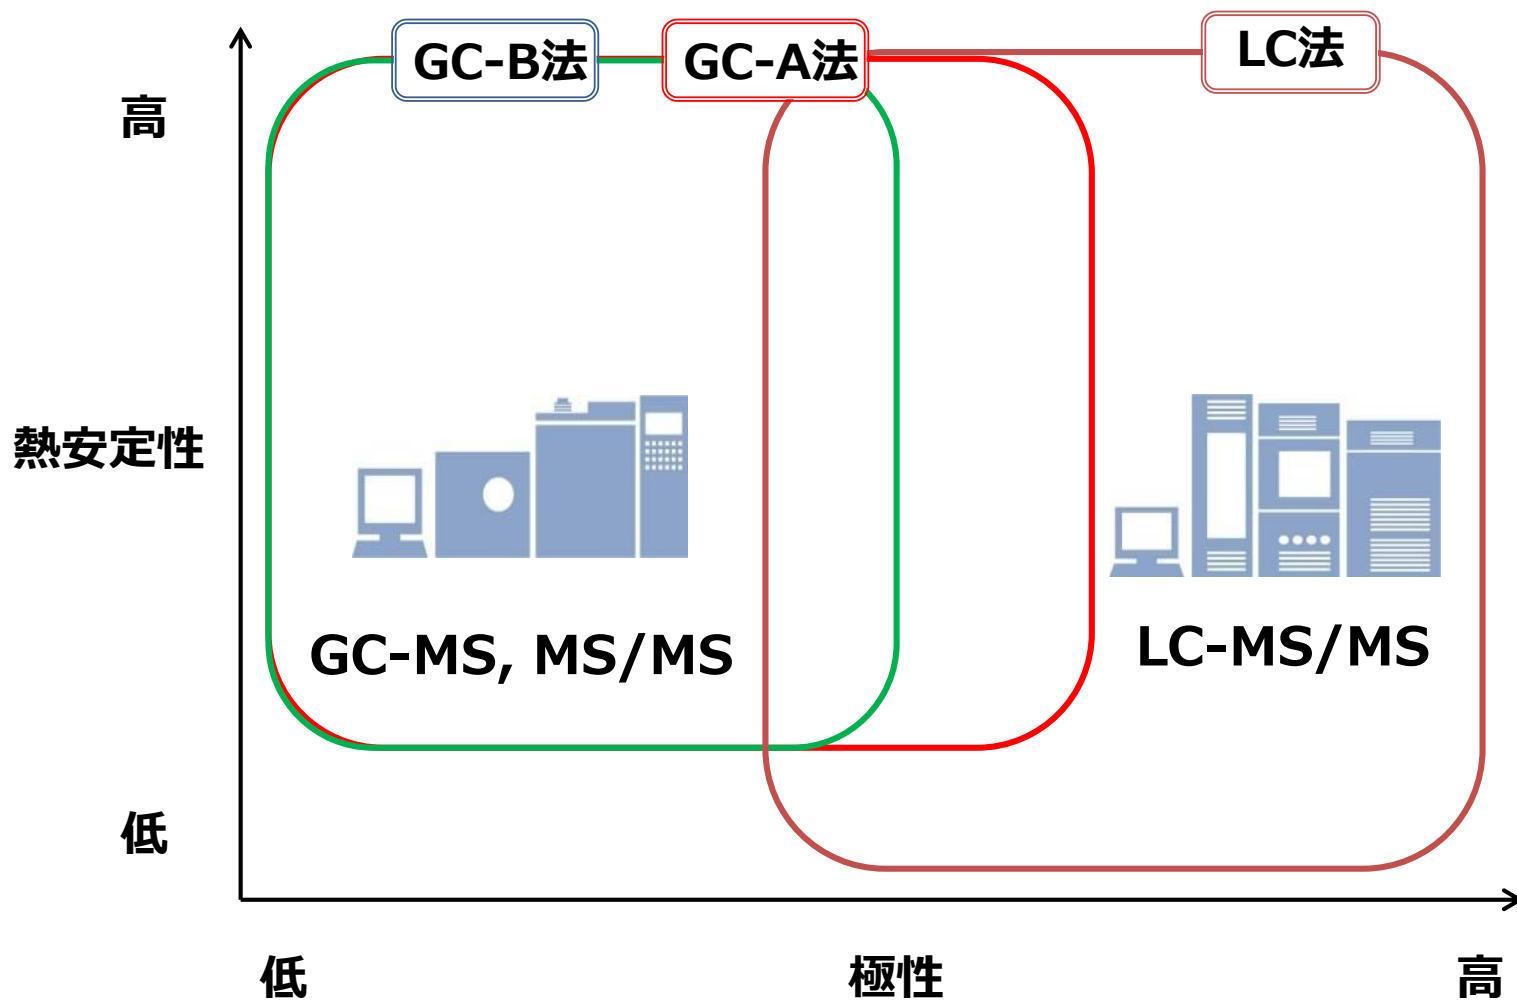 GC-B法
GC-A法
LC法
高
熱安定性
GC-MS, MS/MS
LC-MS/MS
低
低
極性
高